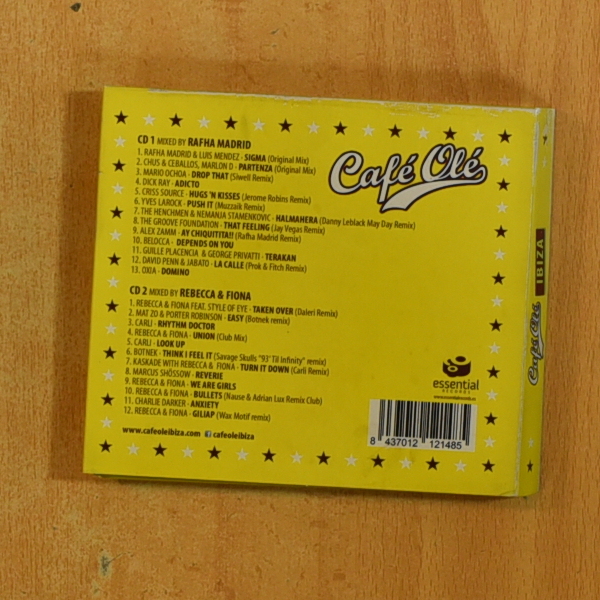 CD 1 MIXED BY RAFHA MADRID
1. RAFHA MADRID & LUIS MENDEZ - SIGMA (Original Mix)
2. CHUS & CEBALLOS, MARLON D - PARTENZA (Original Mix)
3. MARIO OCHOA - DROP THAT (Siwell Remix)
4. DICK RAY - ADICTO
5. CRISS SOURCE - HUGS 'N KISSES (Jerome Robins Remix)
6. YVES LAROCK - PUSH IT (Muzzaik Remix)
7. THE HENCHMEN & NEMANJA STAMENKOVIC - HALMAHERA (Danny Leblack May Day Remix)
8. THE GROOVE FOUNDATION - THAT FEELING (Jay Vegas Remix)
9. ALEX ZAMM - AY CHIQUITITA!! (Rafha Madrid Remix)
10. BELOCCA - DEPENDS ON YOU
11. GUILLE PLACENCIA & GEORGE PRIVATTI - TERAKAN
12. DAVID PENN & JABATO - LA CALLE (Prok & Fitch Remix)
13. OXIA - DOMINO
Café Olé
CD 2 MIXED BY REBECCA & FIONA
1. REBECCA & FIONA FEAT. STYLE OF EYE - TAKEN OVER (Daleri Remix)
2. MAT ZO & PORTER ROBINSON - EASY (Botnek remix)
3. CARLI - RHYTHM DOCTOR
4. REBECCA & FIONA - UNION (Club Mix)
5. CARLI - LOOK UP
6. BOTNEK - THINK I FEEL IT (Savage Skulls "93' Til Infinity" remix)
7. KASKADE WITH REBECCA & FIONA - TURN IT DOWN (Carli Remix)
8. MARCUS SHÖSSOW - REVERIE
9. REBECCA & FIONA - WE ARE GIRLS
10. REBECCA & FIONA - BULLETS (Nause & Adrian Lux Remix Club)
11. CHARLIE DARKER - ANXIETY
12. REBECCA & FIONA - GILIAP (Wax Motif remix)
www.cafeoleibiza.com f cafeoleibiza
essential
RECORDS
8 437012 121485
Café Olé IBIZA